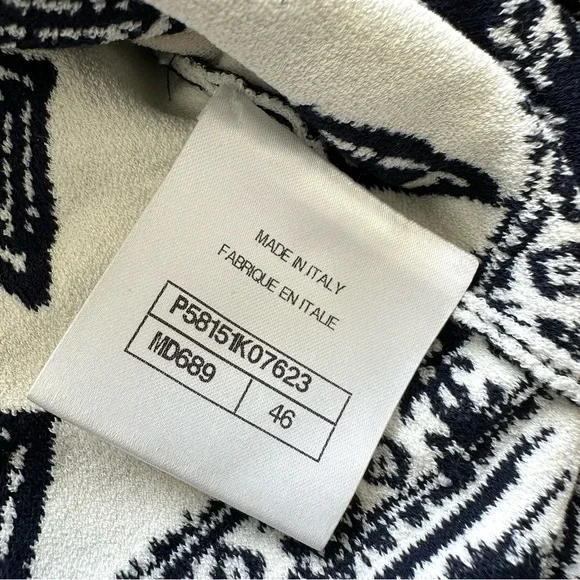 MADE IN ITALY
FABRIQUE EN ITALIE
P58151K07623
MD689 46